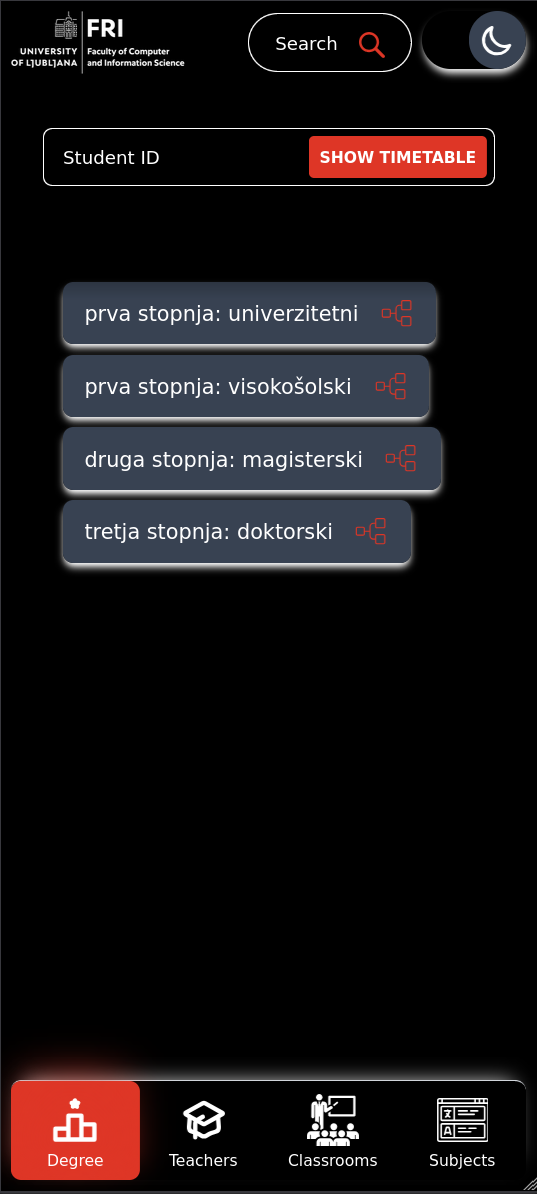 FRI
UNIVERSITY
OF LJUBLJANA
Faculty of Computer
and Information Science
Search
Student ID
SHOW TIMETABLE
prva stopnja: univerzitetni
prva stopnja: visokošolski
druga stopnja: magisterski
tretja stopnja: doktorski
Degree
Teachers
Classrooms
Subjects